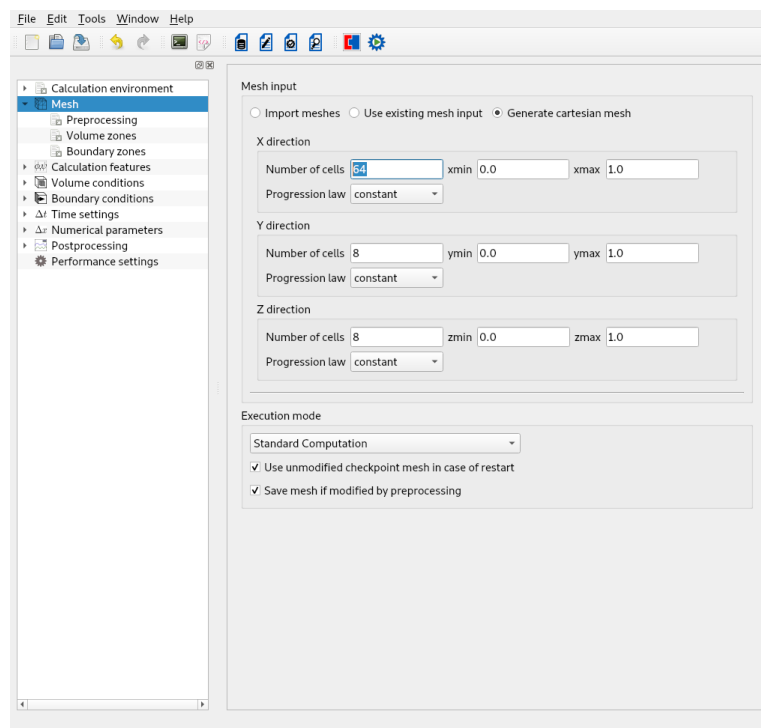 File Edit Tools Window Help
Mesh input
Calculation environment
Mesh
Preprocessing
Volume zones
Boundary zones
Calculation features
Volume conditions
Boundary conditions
Δt Time settings
Δx Numerical parameters
Postprocessing
Performance settings
Import meshes Use existing mesh input Generate cartesian mesh
X direction
Number of cells 64 xmin 0.0 xmax 1.0
Progression law constant
Y direction
Number of cells 8 ymin 0.0 ymax 1.0
Progression law constant
Z direction
Number of cells 8 zmin 0.0 zmax 1.0
Progression law constant
Execution mode
Standard Computation
Use unmodified checkpoint mesh in case of restart
Save mesh if modified by preprocessing